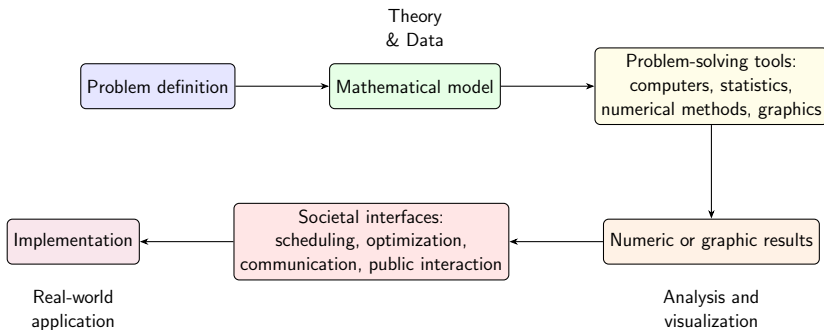 Theory
& Data
Problem definition
Mathematical model
Problem-solving tools:
computers, statistics,
numerical methods, graphics
Societal interfaces:
scheduling, optimization,
communication, public interaction
Implementation
Numeric or graphic results
Real-world
application
Analysis and
visualization